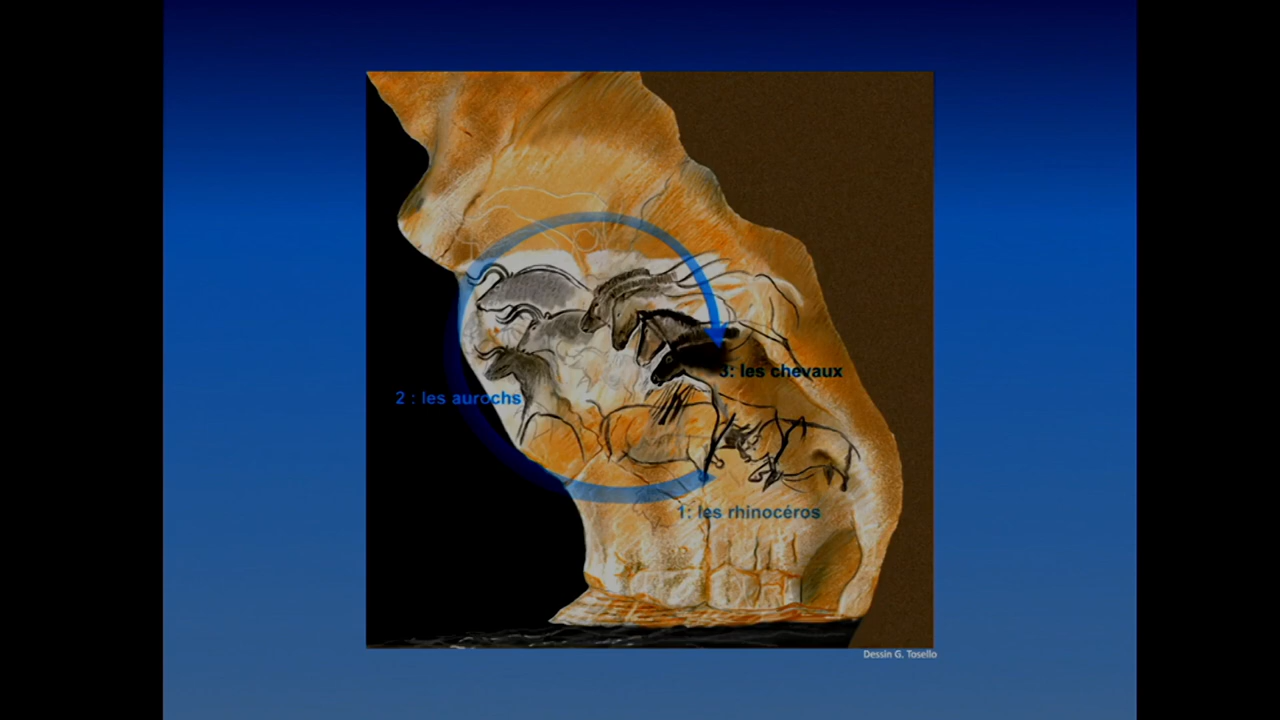 3: les chevaux
2 : les aurochs
1: les rhinocéros
Dessin G. Tosello